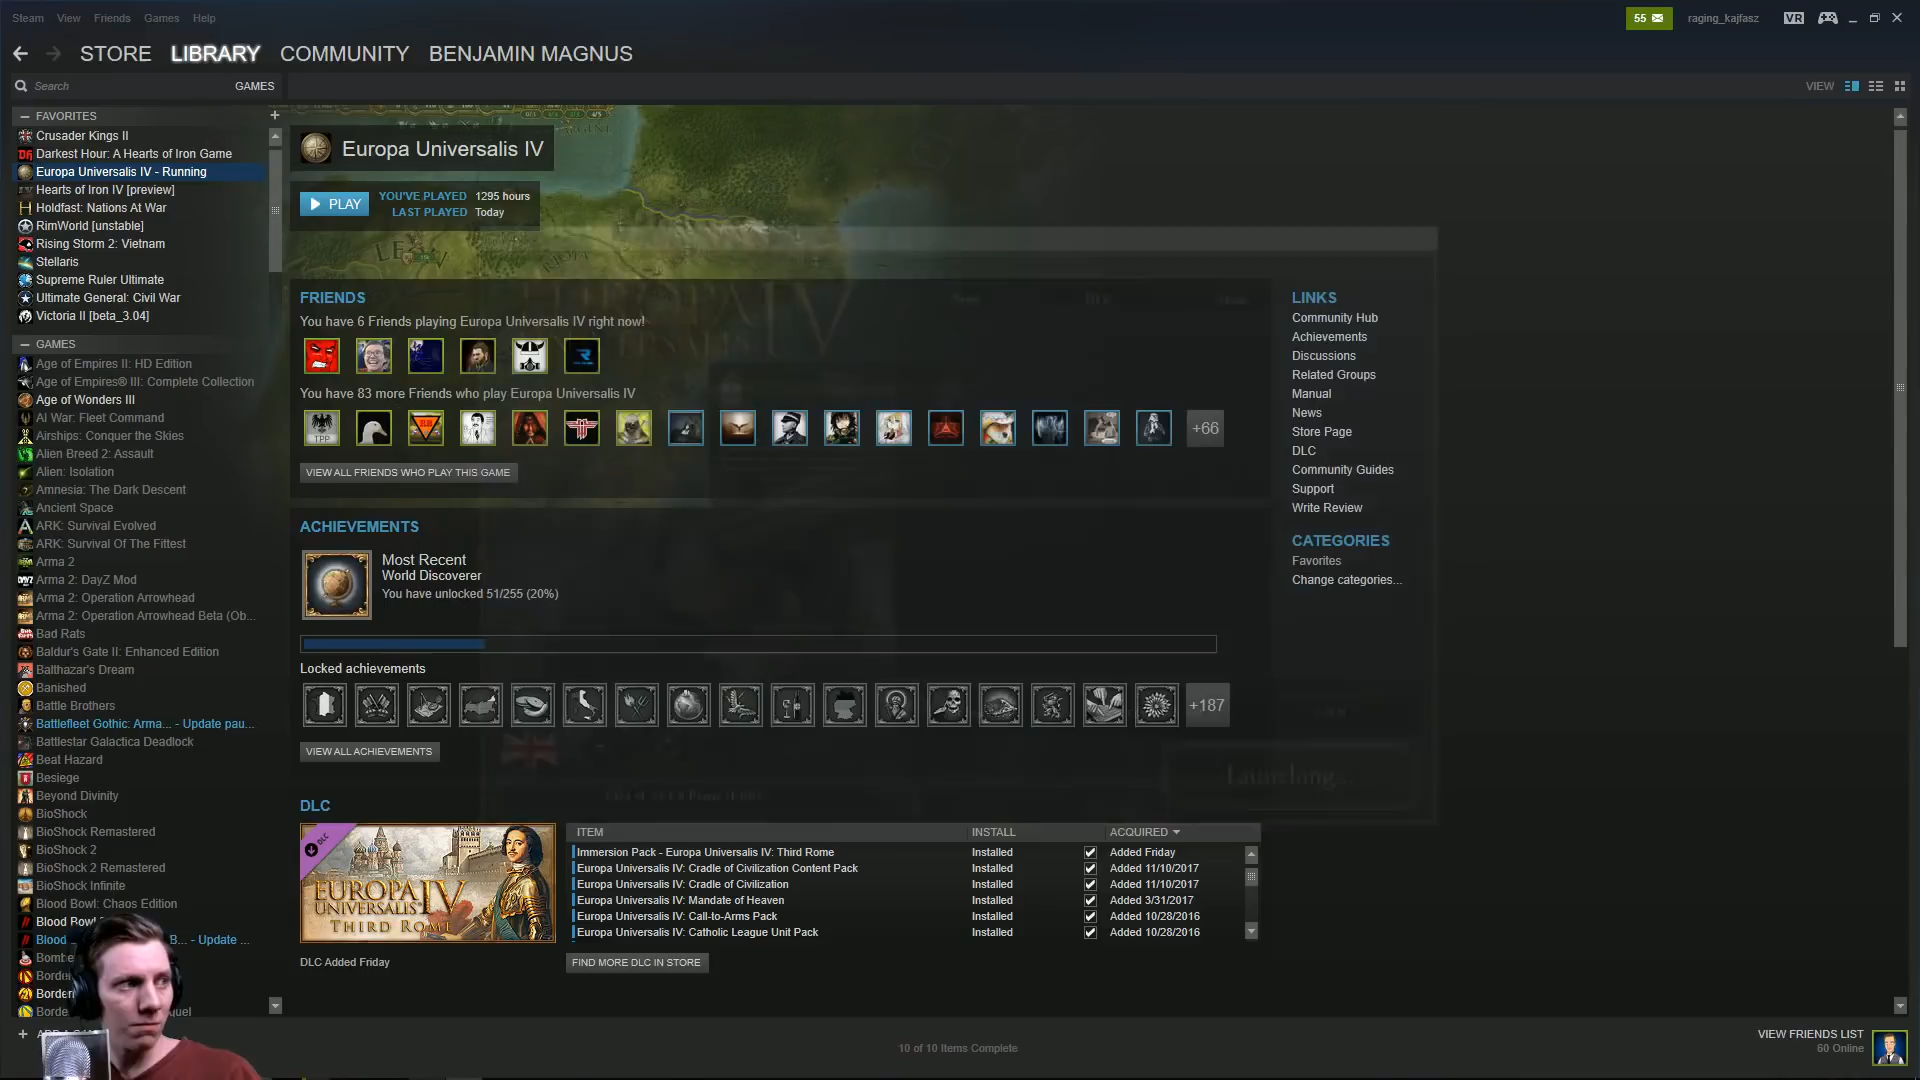 Steam View Friends Games Help
55
raging_kajfasz
VR
STORE LIBRARY COMMUNITY BENJAMIN MAGNUS
Search
GAMES
VIEW
FAVORITES
Crusader Kings II
Darkest Hour: A Hearts of Iron Game
Europa Universalis IV - Running
Hearts of Iron IV [preview]
Holdfast: Nations At War
RimWorld [unstable]
Rising Storm 2: Vietnam
Stellaris
Supreme Ruler Ultimate
Ultimate General: Civil War
Victoria II [beta_3.04]
GAMES
Age of Empires II: HD Edition
Age of Empires® III: Complete Collection
Age of Wonders III
AI War: Fleet Command
Airships: Conquer the Skies
Alien Breed 2: Assault
Alien: Isolation
Amnesia: The Dark Descent
Ancient Space
ARK: Survival Evolved
ARK: Survival Of The Fittest
Arma 2
Arma 2: DayZ Mod
Arma 2: Operation Arrowhead
Arma 2: Operation Arrowhead Beta (Ob...
Bad Rats
Baldur's Gate II: Enhanced Edition
Balthazar's Dream
Banished
Battle Brothers
Battlefleet Gothic: Arma... - Update pau...
Battlestar Galactica Deadlock
Beat Hazard
Besiege
Beyond Divinity
BioShock
BioShock Remastered
BioShock 2
BioShock 2 Remastered
BioShock Infinite
Blood Bowl: Chaos Edition
Blood Bowl
Blood B... - Update ...
Bombe
Borde
Borderl
Borde quel
Europa Universalis IV
PLAY
YOU'VE PLAYED 1295 hours
LAST PLAYED Today
FRIENDS
You have 6 Friends playing Europa Universalis IV right now!
You have 83 more Friends who play Europa Universalis IV
TPP
RB
+66
VIEW ALL FRIENDS WHO PLAY THIS GAME
ACHIEVEMENTS
Most Recent
World Discoverer
You have unlocked 51/255 (20%)
Locked achievements
+187
VIEW ALL ACHIEVEMENTS
Launching...
DLC
DLC
EUROPA
UNIVERSALIS IV
THIRD ROME
DLC Added Friday
ITEM INSTALL ACQUIRED
Immersion Pack - Europa Universalis IV: Third Rome Installed Added Friday
Europa Universalis IV: Cradle of Civilization Content Pack Installed Added 11/10/2017
Europa Universalis IV: Cradle of Civilization Installed Added 11/10/2017
Europa Universalis IV: Mandate of Heaven Installed Added 3/31/2017
Europa Universalis IV: Call-to-Arms Pack Installed Added 10/28/2016
Europa Universalis IV: Catholic League Unit Pack Installed Added 10/28/2016
FIND MORE DLC IN STORE
LINKS
Community Hub
Achievements
Discussions
Related Groups
Manual
News
Store Page
DLC
Community Guides
Support
Write Review
CATEGORIES
Favorites
Change categories...
10 of 10 Items Complete
VIEW FRIENDS LIST
60 Online